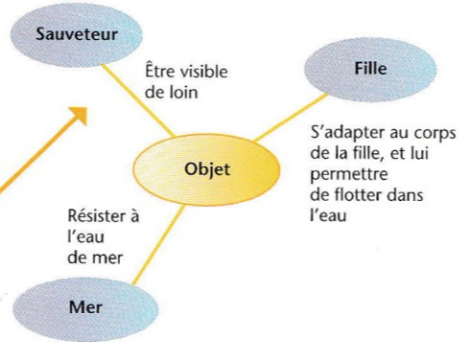 Sauveteur
Être visible
de loin
Fille
S'adapter au corps
de la fille, et lui
permettre
de flotter dans
l'eau
Objet
Résister à
l'eau
de mer
Mer